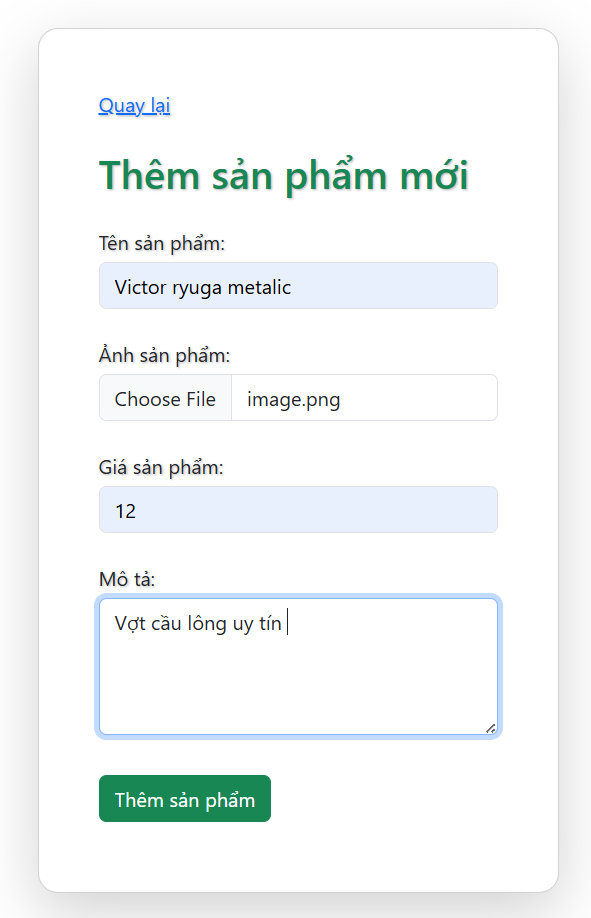 Quay lại
Thêm sản phẩm mới
Tên sản phẩm:
Victor ryuga metalic
Ảnh sản phẩm:
Choose File image.png
Giá sản phẩm:
12
Mô tả:
Vợt cầu lông uy tín
Thêm sản phẩm